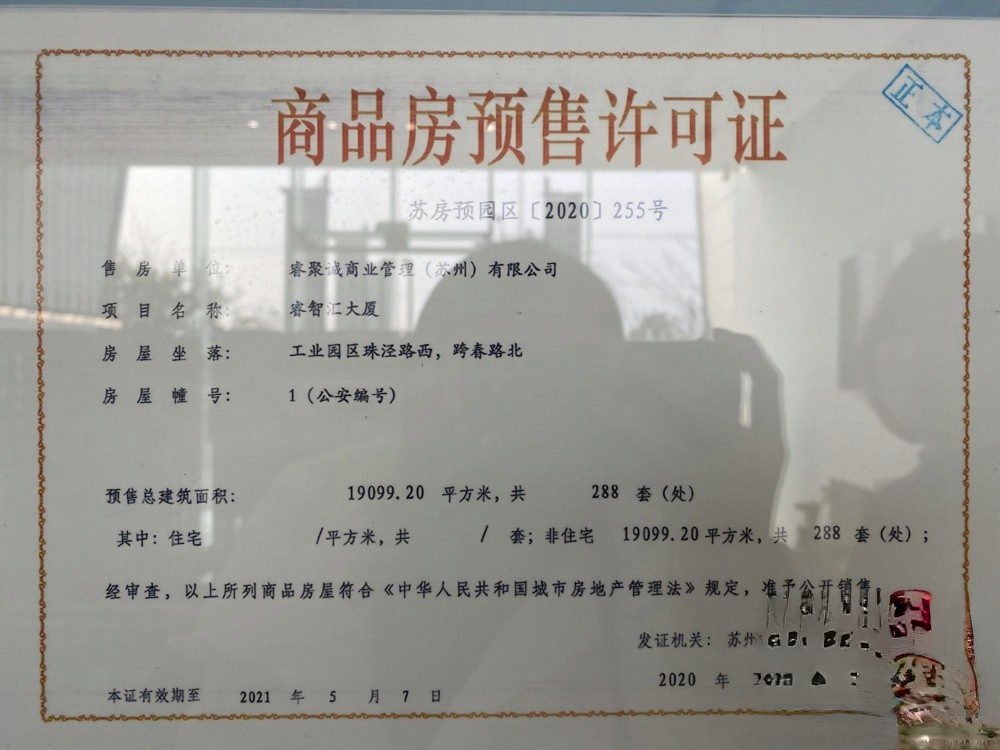 正本
商品房预售许可证
苏房预园区〔2020〕255号
售房单位：睿聚诚商业管理（苏州）有限公司
项目名称：睿智汇大厦
房屋坐落：工业园区珠泾路西，跨春路北
房屋幢号：1（公安编号）
预售总建筑面积：19099.20 平方米，共 288 套（处）
其中：住宅 /平方米，共 / 套；非住宅 19099.20平方米，共 288 套（处）；
经审查，以上所列商品房屋符合《中华人民共和国城市房地产管理法》规定，准予公开销售
发证机关：苏州
2020 年
本证有效期至 2021 年 5 月 7 日